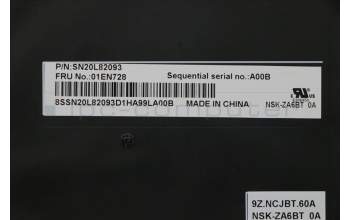 P/N:SN20L82093
FRU No.:01EN728 Sequential serial no.:A00B
8SSN20L82093D1HA99LA00B MADE IN CHINA NSK-ZA6BT 0A
9Z.NCJBT.60A
NSK-ZA6BT 0A